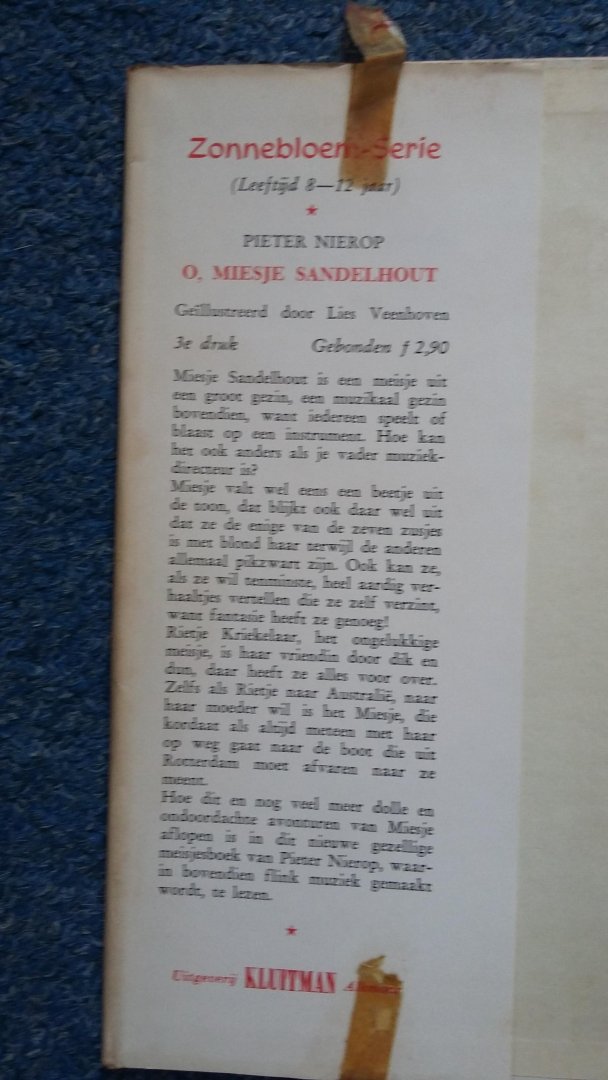 Zonnebloem-Serie
(Leeftijd 8—12 jaar)
PIETER NIEROP
O, MIESJE SANDELHOUT
Geïllustreerd door Lies Veenhoven
3e druk Gebonden ƒ 2,90
Miesje Sandelhout is een meisje uit
een groot gezin, een muzikaal gezin
bovendien, want iedereen speelt of
blaast op een instrument. Hoe kan
het ook anders als je vader muziek-
directeur is?
Miesje valt wel eens een beetje uit
de toon, dat blijkt ook daar wel uit
dat ze de enige van de zeven zusjes
is met blond haar terwijl de anderen
allemaal pikzwart zijn. Ook kan ze,
als ze wil tenminste, heel aardig ver-
haaltjes vertellen die ze zelf verzint,
want fantasie heeft ze genoeg!
Rietje Kriekelaar, het ongelukkige
meisje, is haar vriendin door dik en
dun, daar heeft ze alles voor over.
Zelfs als Rietje naar Australië, naar
haar moeder wil is het Miesje, die
kordaat als altijd meteen met haar
op weg gaat naar de boot die uit
Rotterdam moet afvaren naar ze
meent.
Hoe dit en nog veel meer dolle en
ondoordachte avonturen van Miesje
aflopen is in dit nieuwe gezellige
meisjesboek van Pieter Nierop, waar-
in bovendien flink muziek gemaakt
wordt, te lezen.
Uitgeverij KLUITMAN Alkmaar